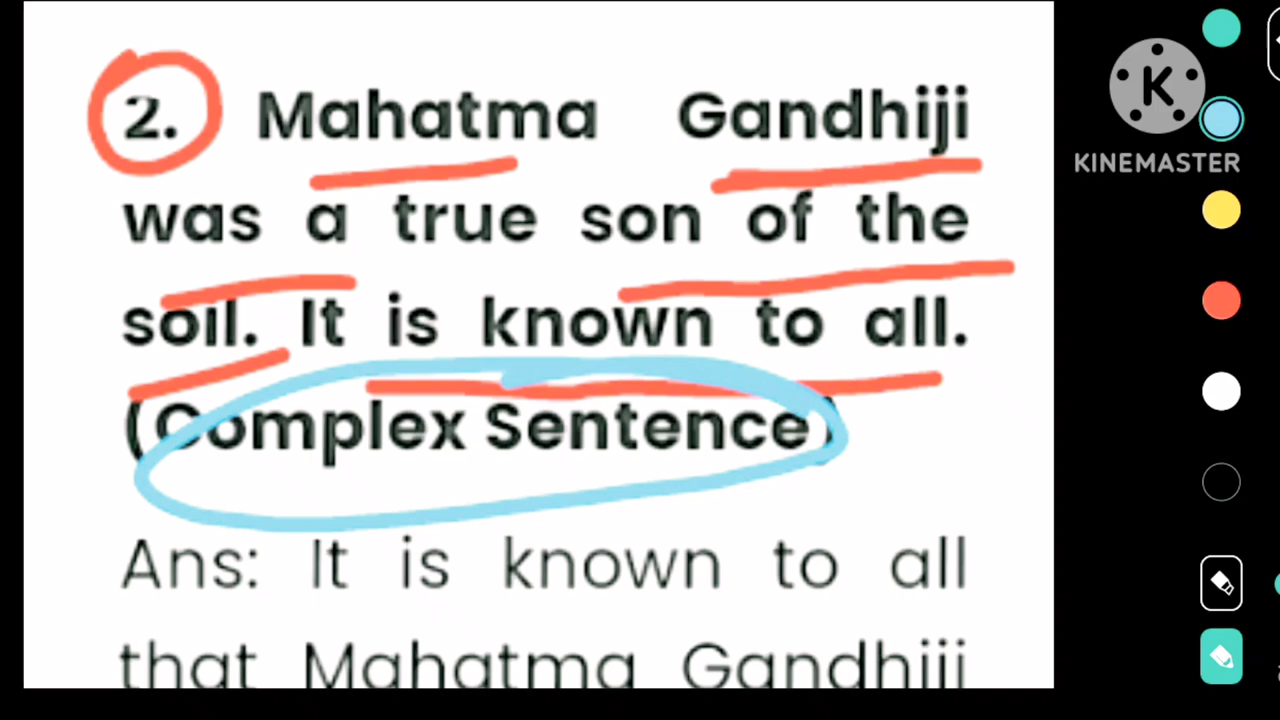 2. Mahatma Gandhiji
was a true son of the
soil. It is known to all.
(Complex Sentence)
Ans: It is known to all
that Mahatma Gandhiji
K
KINEMASTER